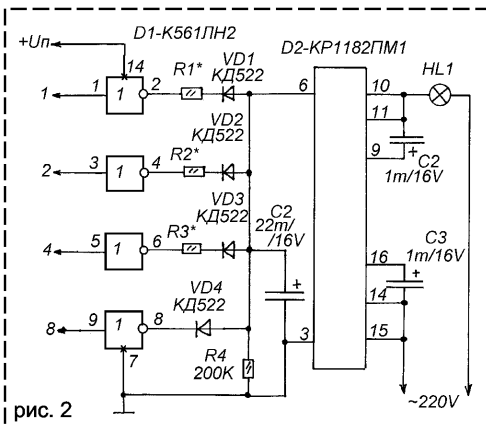 D1-К561ЛН2
+Uп
14
1
1
1
2
R1*
VD1
КД522
D2-КР1182ПМ1
6
10
HL1
11
9
C2
1m/16V
VD2
КД522
2
3
1
4
R2*
VD3
КД522
4
5
1
6
R3*
C2
22m/
/16V
16
C3
1m/16V
14
15
8
9
1
8
VD4
КД522
7
3
R4
200K
~220V
рис. 2